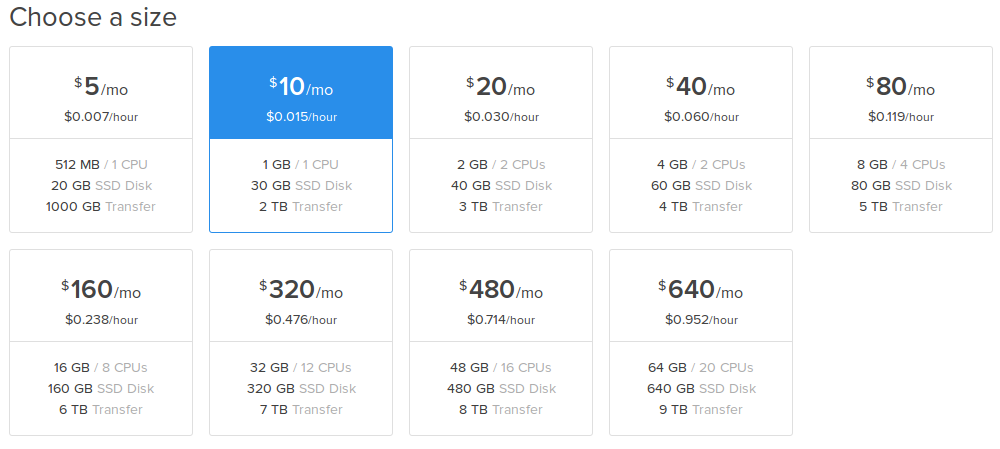 Choose a size
$5/mo
$0.007/hour
512 MB / 1 CPU
20 GB SSD Disk
1000 GB Transfer
$10/mo
$0.015/hour
1 GB / 1 CPU
30 GB SSD Disk
2 TB Transfer
$20/mo
$0.030/hour
2 GB / 2 CPUs
40 GB SSD Disk
3 TB Transfer
$40/mo
$0.060/hour
4 GB / 2 CPUs
60 GB SSD Disk
4 TB Transfer
$80/mo
$0.119/hour
8 GB / 4 CPUs
80 GB SSD Disk
5 TB Transfer
$160/mo
$0.238/hour
16 GB / 8 CPUs
160 GB SSD Disk
6 TB Transfer
$320/mo
$0.476/hour
32 GB / 12 CPUs
320 GB SSD Disk
7 TB Transfer
$480/mo
$0.714/hour
48 GB / 16 CPUs
480 GB SSD Disk
8 TB Transfer
$640/mo
$0.952/hour
64 GB / 20 CPUs
640 GB SSD Disk
9 TB Transfer